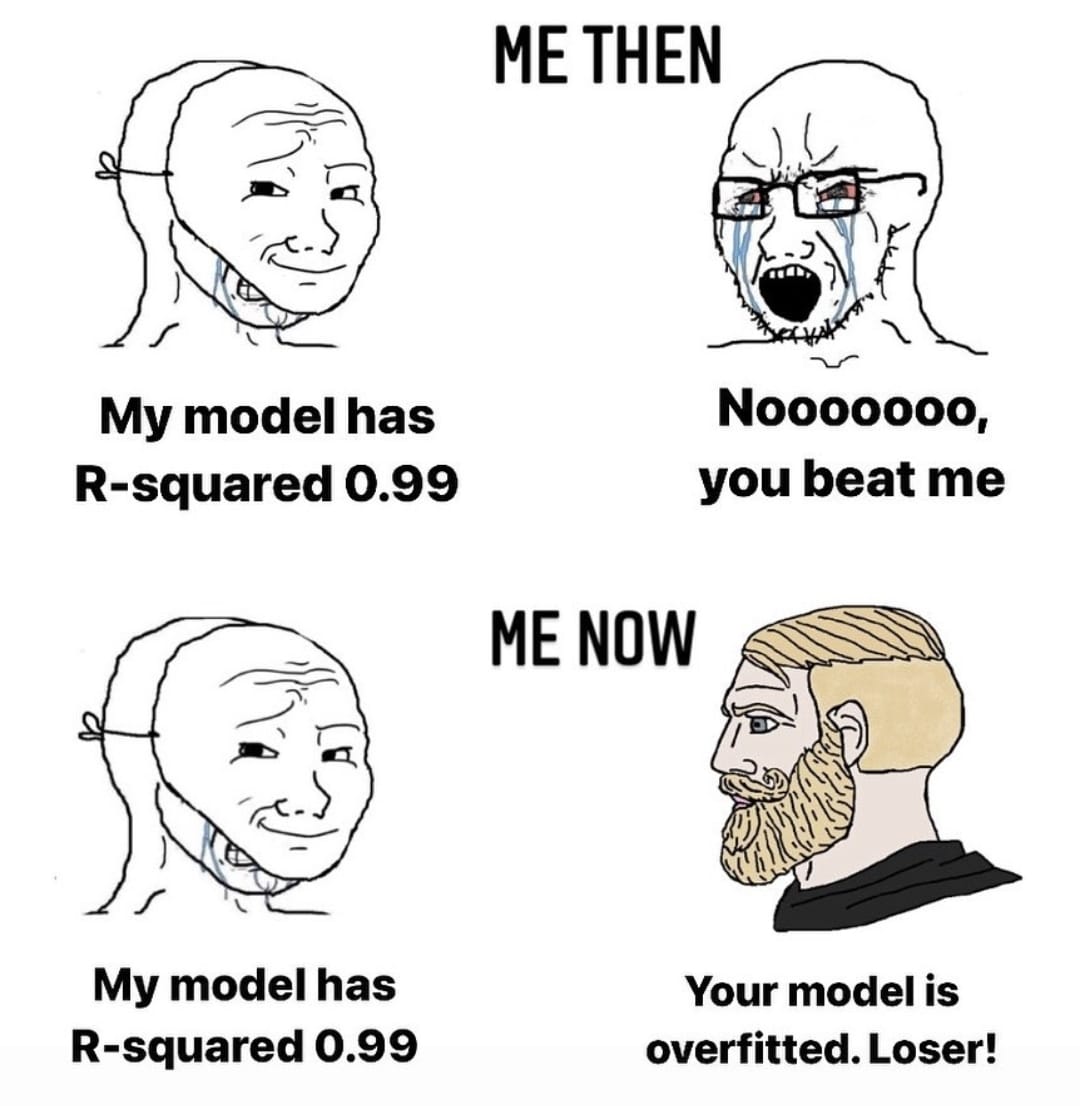 ME THEN
My model has
R-squared 0.99
Nooooooo,
you beat me
ME NOW
My model has
R-squared 0.99
Your model is
overfitted. Loser!